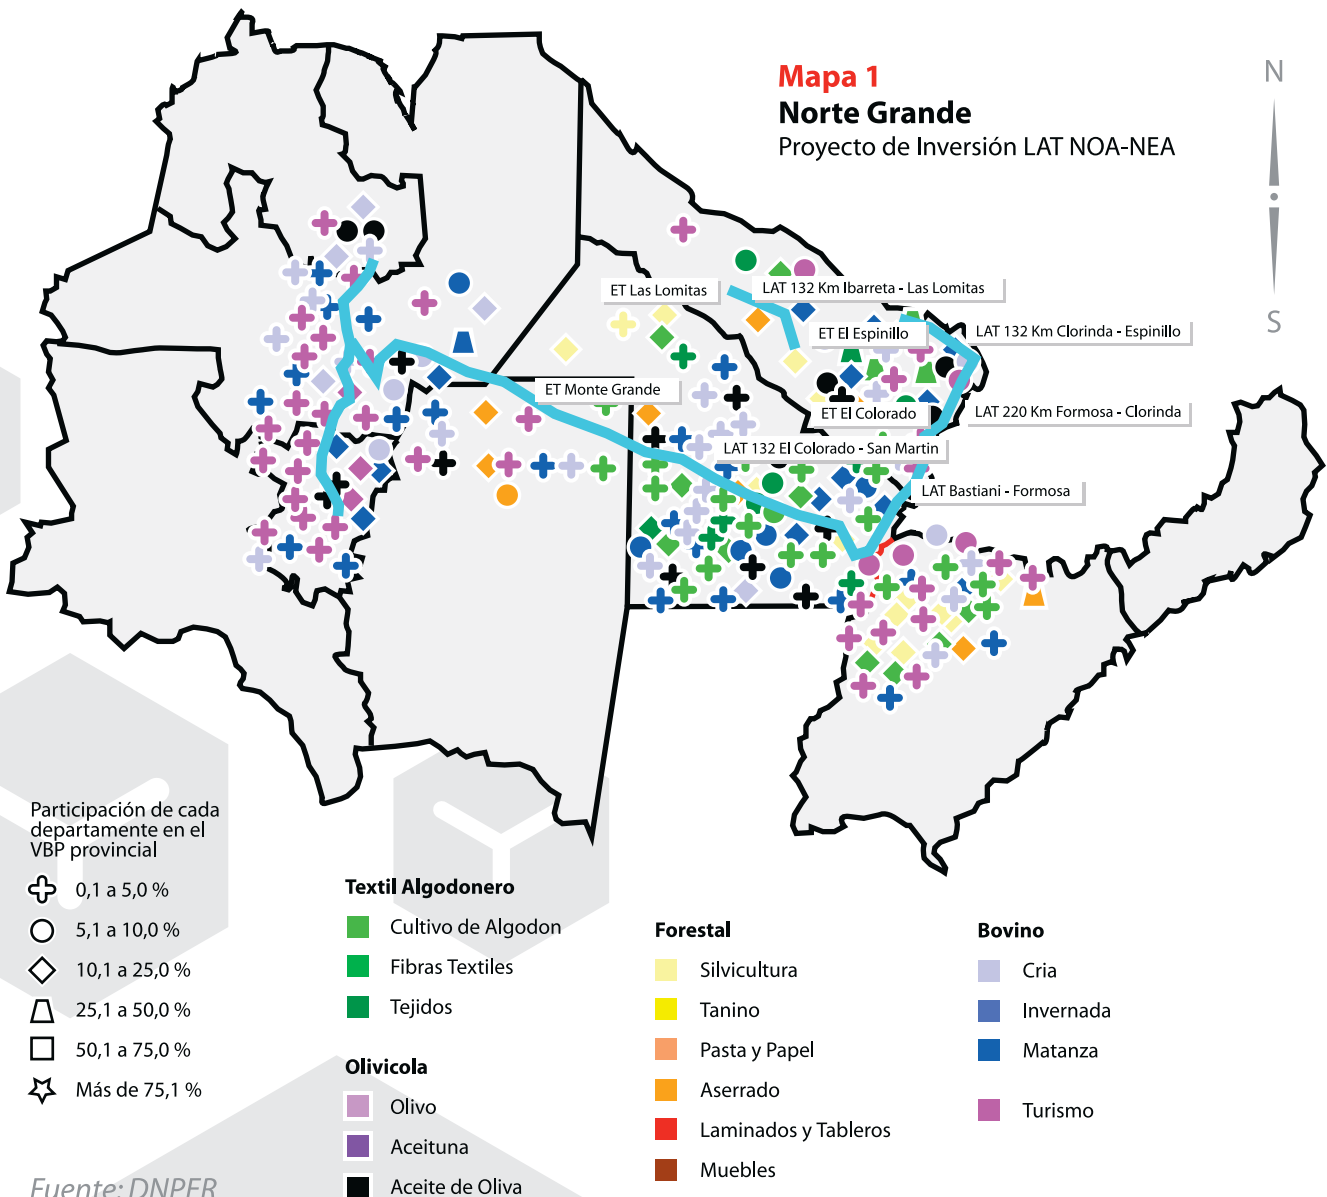 Mapa 1
Norte Grande
Proyecto de Inversión LAT NOA-NEA
N
S
ET Las Lomitas
LAT 132 Km Ibarreta - Las Lomitas
ET El Espinillo
LAT 132 Km Clorinda - Espinillo
ET Monte Grande
ET El Colorado
LAT 220 Km Formosa - Clorinda
LAT 132 El Colorado - San Martin
LAT Bastiani - Formosa
Participación de cada
departamente en el
VBP provincial
0,1 a 5,0 %
5,1 a 10,0 %
10,1 a 25,0 %
25,1 a 50,0 %
50,1 a 75,0 %
Más de 75,1 %
Fuente: DNPER
Textil Algodonero
Cultivo de Algodon
Fibras Textiles
Tejidos
Olivicola
Olivo
Aceituna
Aceite de Oliva
Forestal
Silvicultura
Tanino
Pasta y Papel
Aserrado
Laminados y Tableros
Muebles
Bovino
Cria
Invernada
Matanza
Turismo